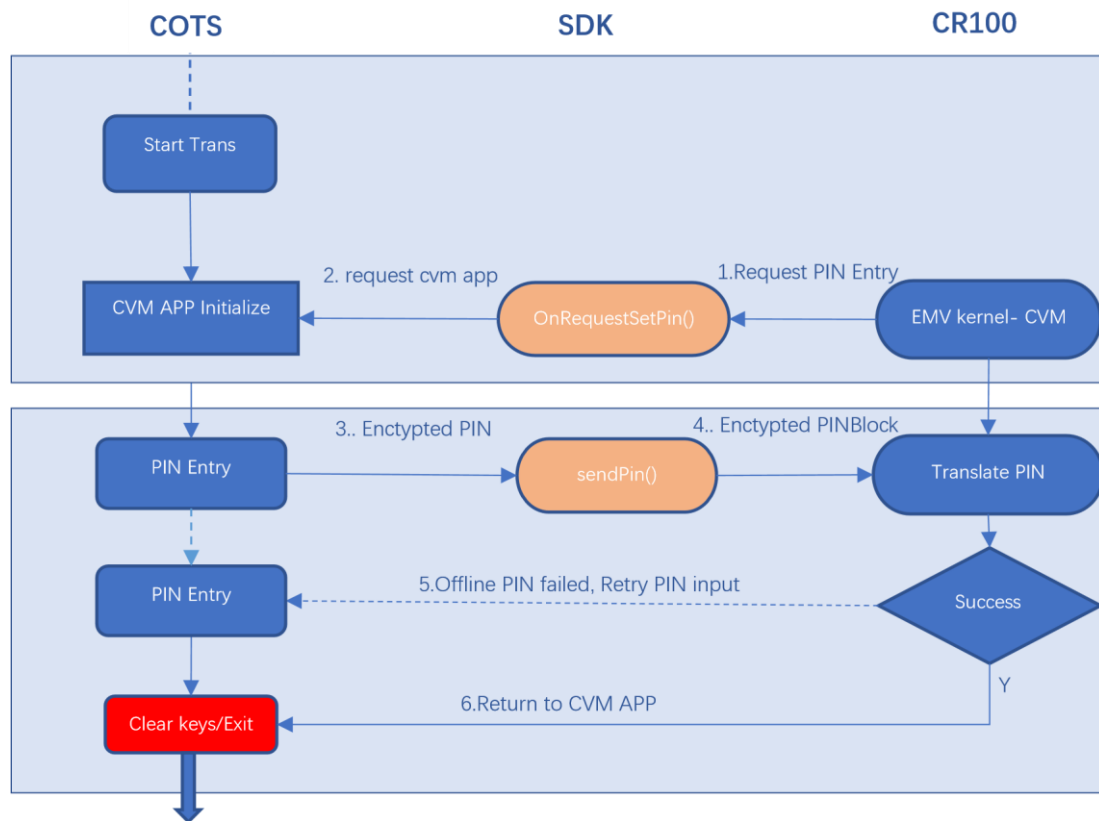 COTS
SDK
CR100
Start Trans
2. request cvm app
1.Request PIN Entry
CVM APP Initialize
OnRequestSetPin()
EMV kernel- CVM
3.. Enctypted PIN
4.. Enctypted PINBlock
PIN Entry
sendPin()
Translate PIN
PIN Entry
5.Offline PIN failed, Retry PIN input
Success
Y
Clear keys/Exit
6.Return to CVM APP